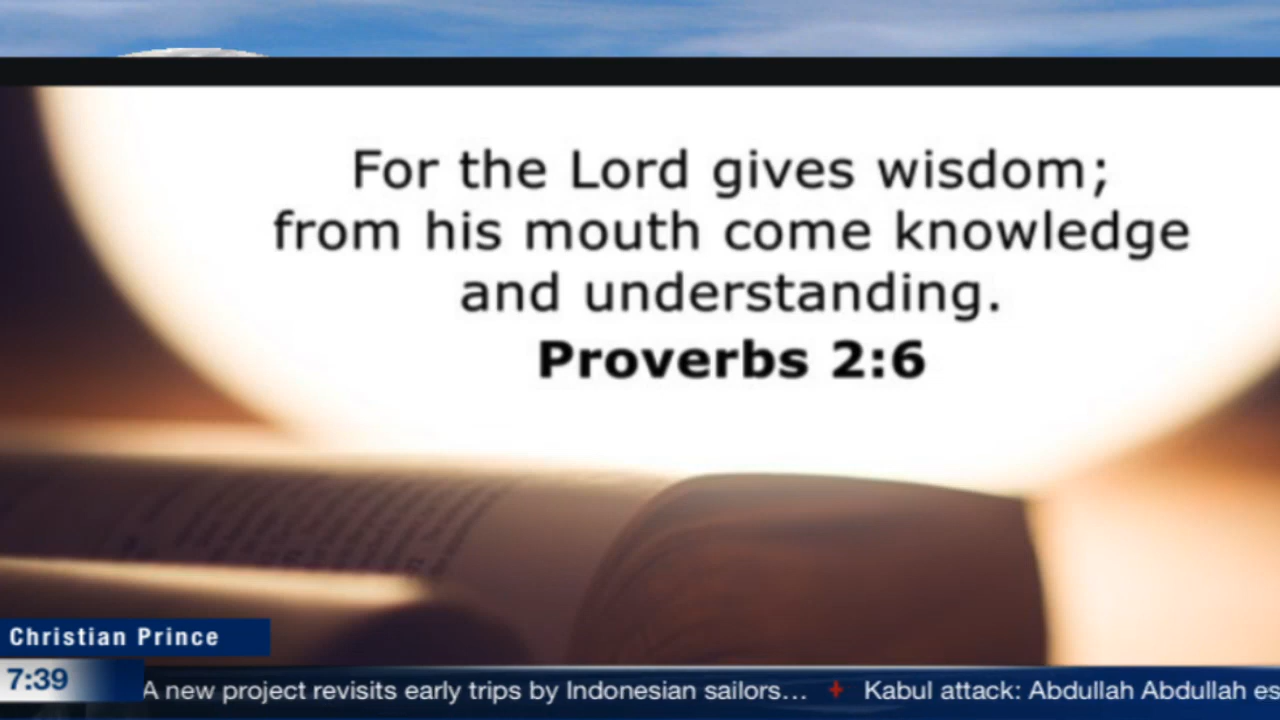 For the Lord gives wisdom;
from his mouth come knowledge
and understanding.
Proverbs 2:6
Christian Prince
7:39
A new project revisits early trips by Indonesian sailors... + Kabul attack: Abdullah Abdullah es